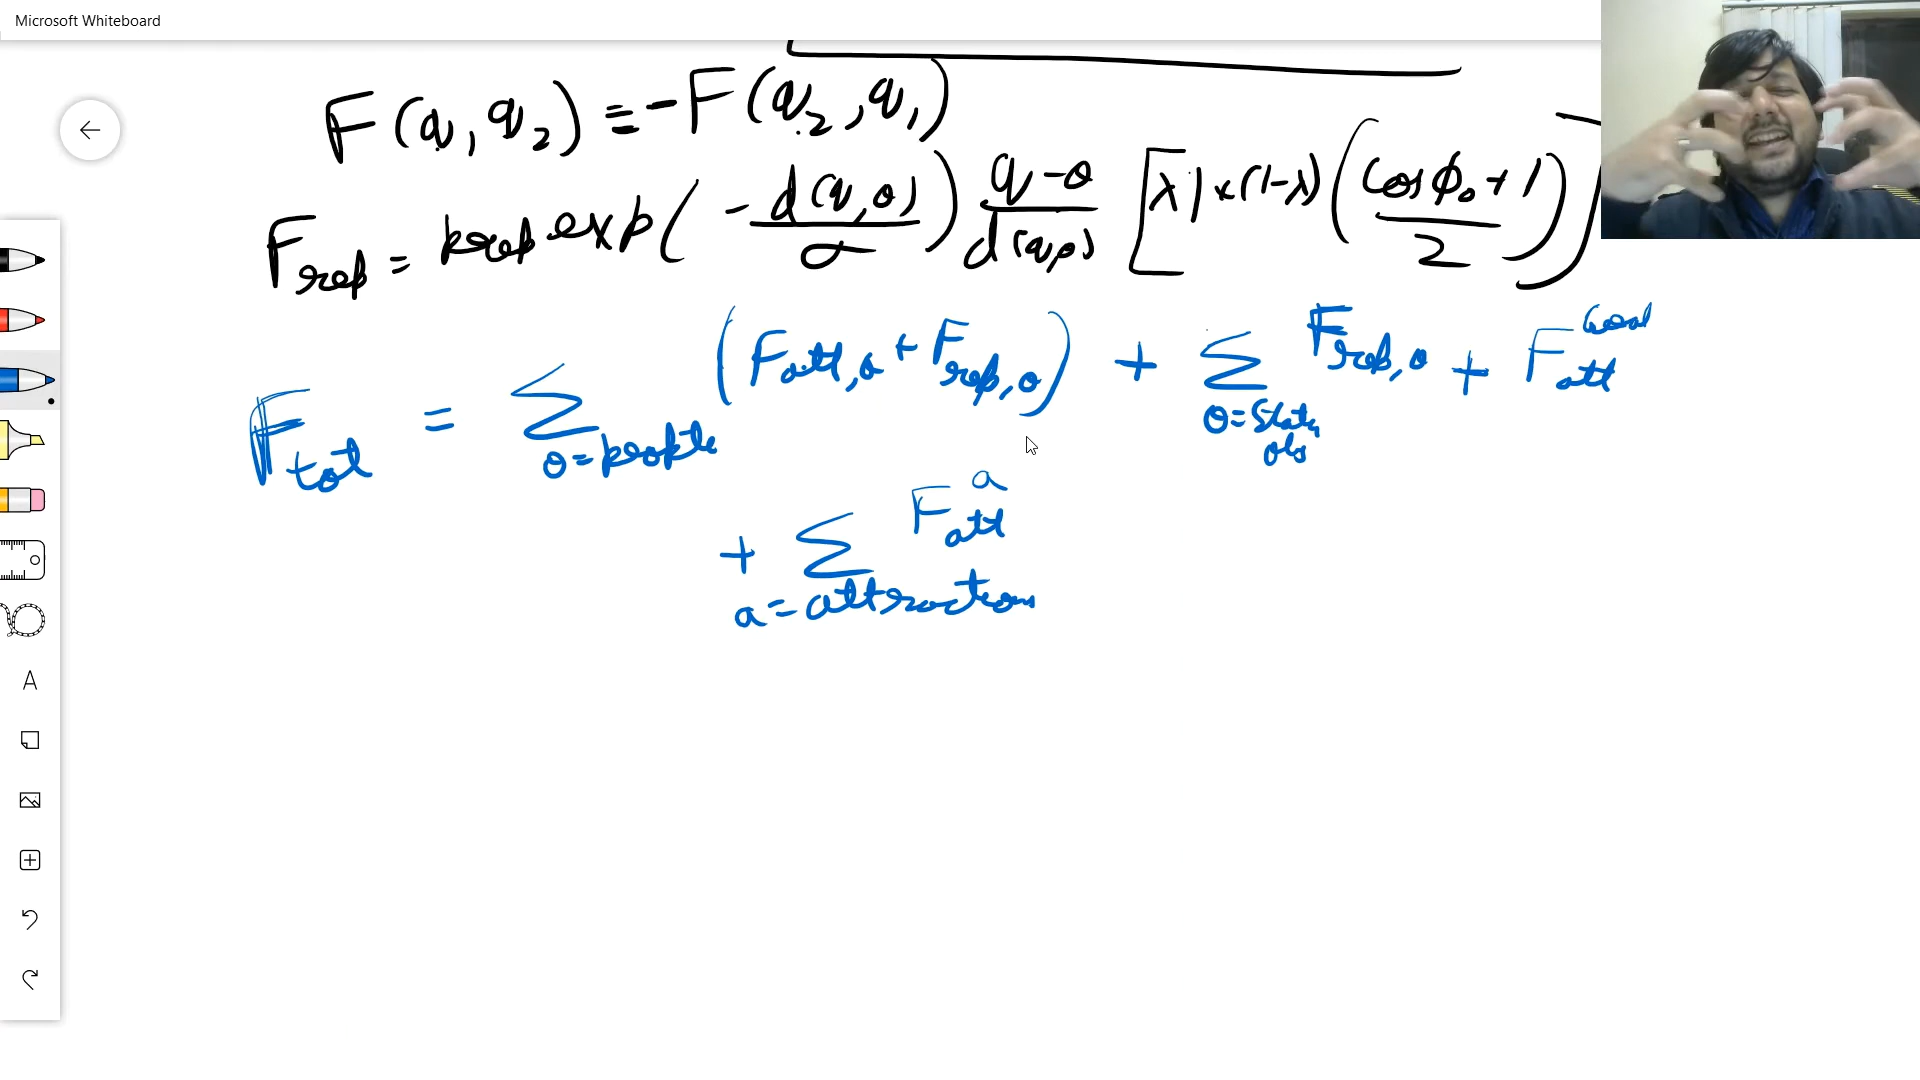 Microsoft Whiteboard
F(q1, q2) = -F(q2, q1)
Frep = krep exp(-d(q,o)/σ) (q-o)/d(q,o) [λ1+(1-λ)((cos φo+1)/2)]
Ftot = Σ o=people (Fatt,o + Frep,o) + Σ o=static obs Frep,o + Fatt Goal
+ Σ a=attractions Fatt a
A